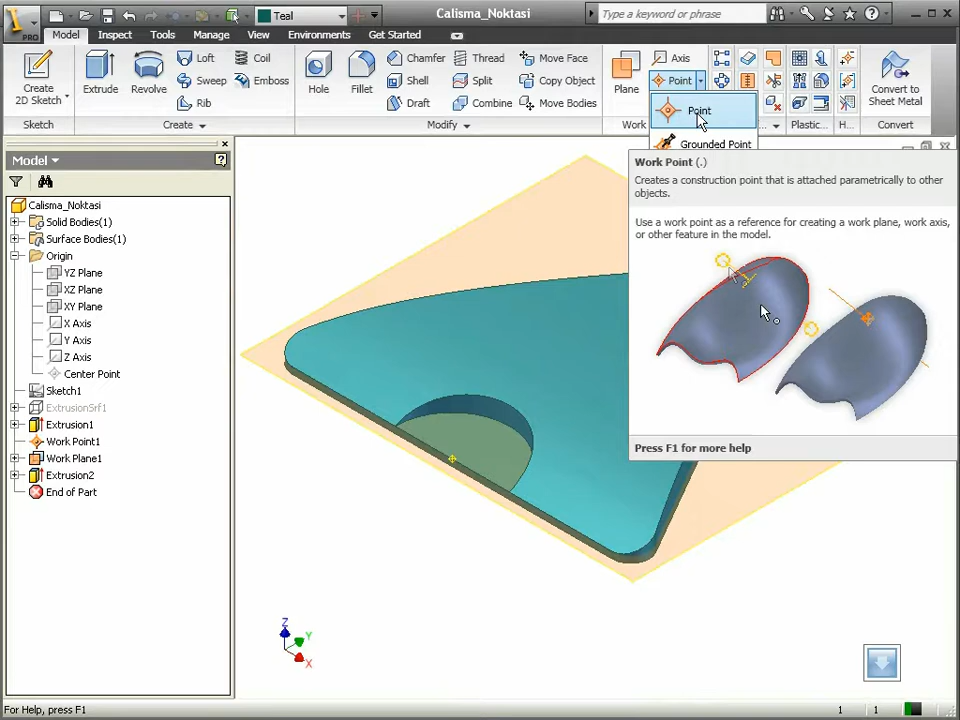 Teal
Calisma_Noktasi
Type a keyword or phrase
PRO
Model
Inspect
Tools
Manage
View
Environments
Get Started
Create
2D Sketch
Extrude
Revolve
Loft
Sweep
Rib
Coil
Emboss
Hole
Fillet
Chamfer
Shell
Draft
Thread
Split
Combine
Move Face
Copy Object
Move Bodies
Plane
Axis
Point
Convert to
Sheet Metal
Sketch
Create
Modify
Work
Plastic...
H...
Convert
Point
Grounded Point
Work Point (.)
Creates a construction point that is attached parametrically to other
objects.
Use a work point as a reference for creating a work plane, work axis,
or other feature in the model.
Press F1 for more help
Model
Calisma_Noktasi
Solid Bodies(1)
Surface Bodies(1)
Origin
YZ Plane
XZ Plane
XY Plane
X Axis
Y Axis
Z Axis
Center Point
Sketch1
ExtrusionSrf1
Extrusion1
Work Point1
Work Plane1
Extrusion2
End of Part
Z
Y
X
For Help, press F1
1
1